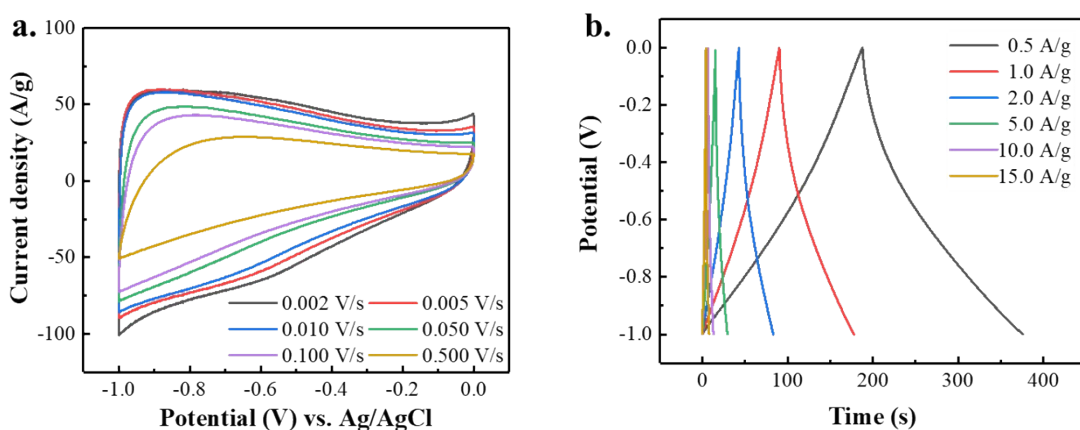 a.
100
50
0
-50
-100
Current density (A/g)
0.002 V/s
0.005 V/s
0.010 V/s
0.050 V/s
0.100 V/s
0.500 V/s
-1.0
-0.8
-0.6
-0.4
-0.2
0.0
Potential (V) vs. Ag/AgCl
b.
0.0
-0.2
-0.4
-0.6
-0.8
-1.0
Potential (V)
0.5 A/g
1.0 A/g
2.0 A/g
5.0 A/g
10.0 A/g
15.0 A/g
0
100
200
300
400
Time (s)